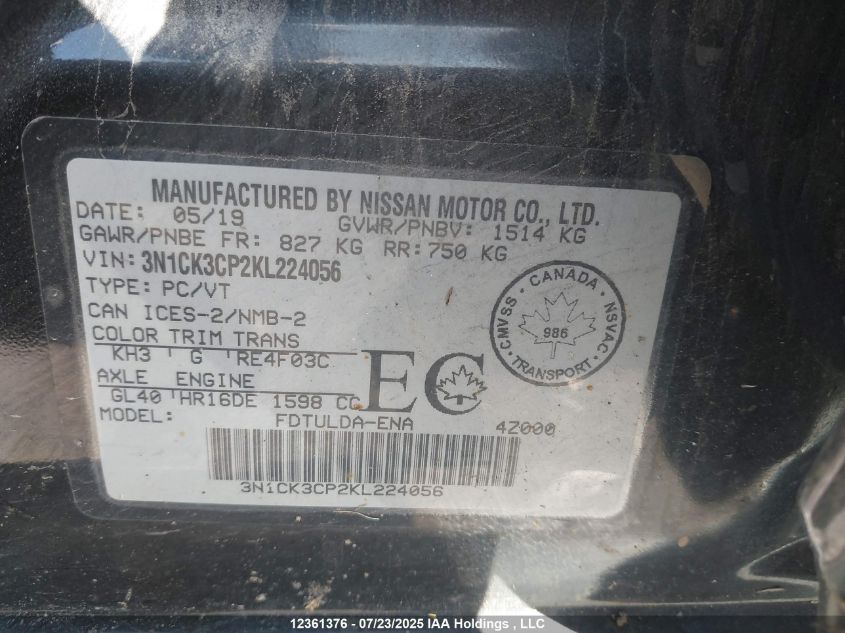 MANUFACTURED BY NISSAN MOTOR CO., LTD.
DATE: 05/19 GVWR/PNBV: 1514 KG
GAWR/PNBE FR: 827 KG RR: 750 KG
VIN: 3N1CK3CP2KL224056
TYPE: PC/VT
CAN ICES-2/NMB-2
COLOR TRIM TRANS
KH3 ' G 'RE4F03C
AXLE ENGINE
GL40 'HR16DE 1598 CC
MODEL: FDTULDA-ENA 4Z000
3N1CK3CP2KL224056
EC
CMVSS · CANADA · NSVAC
986
· TRANSPORT ·
12361376 - 07/23/2025 IAA Holdings , LLC